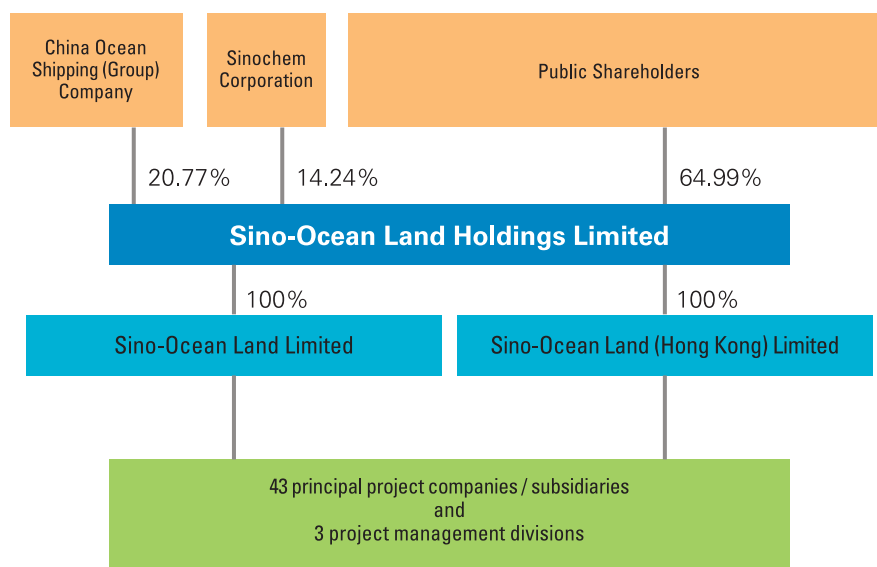 China Ocean
Shipping (Group)
Company
Sinochem
Corporation
Public Shareholders
20.77%
14.24%
64.99%
Sino-Ocean Land Holdings Limited
100%
100%
Sino-Ocean Land Limited
Sino-Ocean Land (Hong Kong) Limited
43 principal project companies / subsidiaries
and
3 project management divisions